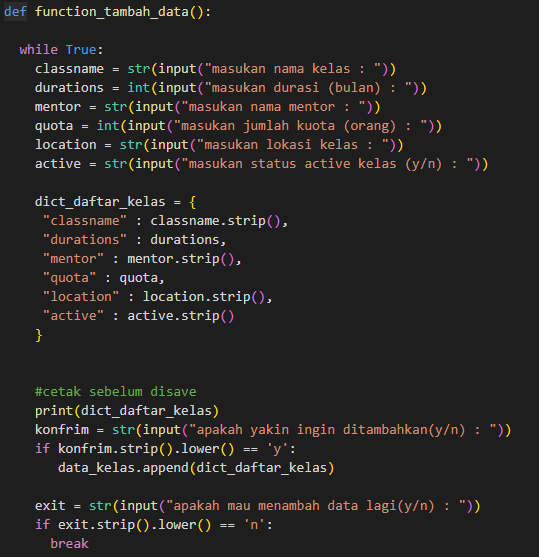 def function_tambah_data():
while True:
classname = str(input("masukan nama kelas : "))
durations = int(input("masukan durasi (bulan) : "))
mentor = str(input("masukan nama mentor : "))
quota = int(input("masukan jumlah kuota (orang) : "))
location = str(input("masukan lokasi kelas : "))
active = str(input("masukan status active kelas (y/n) : "))
dict_daftar_kelas = {
"classname" : classname.strip(),
"durations" : durations,
"mentor" : mentor.strip(),
"quota" : quota,
"location" : location.strip(),
"active" : active.strip()
}
#cetak sebelum disave
print(dict_daftar_kelas)
konfrim = str(input("apakah yakin ingin ditambahkan(y/n) : "))
if konfrim.strip().lower() == 'y':
data_kelas.append(dict_daftar_kelas)
exit = str(input("apakah mau menambah data lagi(y/n) : "))
if exit.strip().lower() == 'n':
break